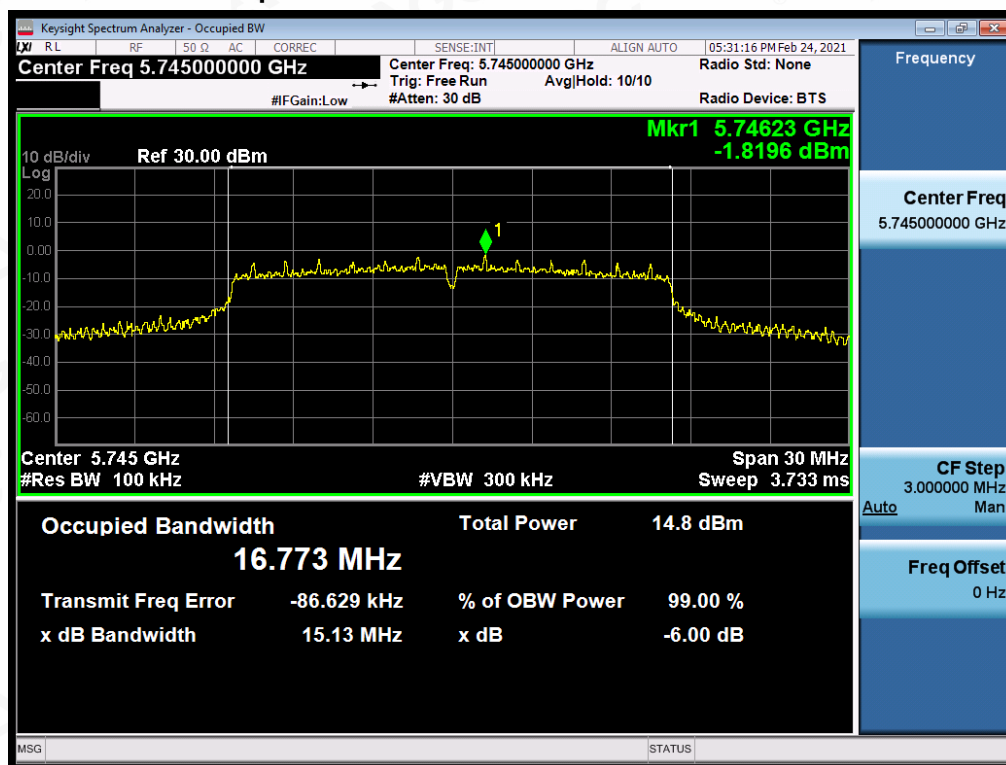 Keysight Spectrum Analyzer - Occupied BW
LXI RL RF 50 Ω AC CORREC SENSE:INT ALIGN AUTO 05:31:16 PM Feb 24, 2021
Center Freq 5.745000000 GHz
Center Freq: 5.745000000 GHz Radio Std: None
Trig: Free Run Avg|Hold: 10/10
#IFGain:Low #Atten: 30 dB Radio Device: BTS
Mkr1 5.74623 GHz
-1.8196 dBm
10 dB/div Ref 30.00 dBm
Log
20.0
10.0
1
0.00
-10.0
-20.0
-30.0
-40.0
-50.0
-60.0
Center 5.745 GHz Span 30 MHz
#Res BW 100 kHz #VBW 300 kHz Sweep 3.733 ms
Occupied Bandwidth Total Power 14.8 dBm
16.773 MHz
Transmit Freq Error -86.629 kHz % of OBW Power 99.00 %
x dB Bandwidth 15.13 MHz x dB -6.00 dB
MSG STATUS
Frequency
Center Freq
5.745000000 GHz
CF Step
3.000000 MHz
Auto Man
Freq Offset
0 Hz